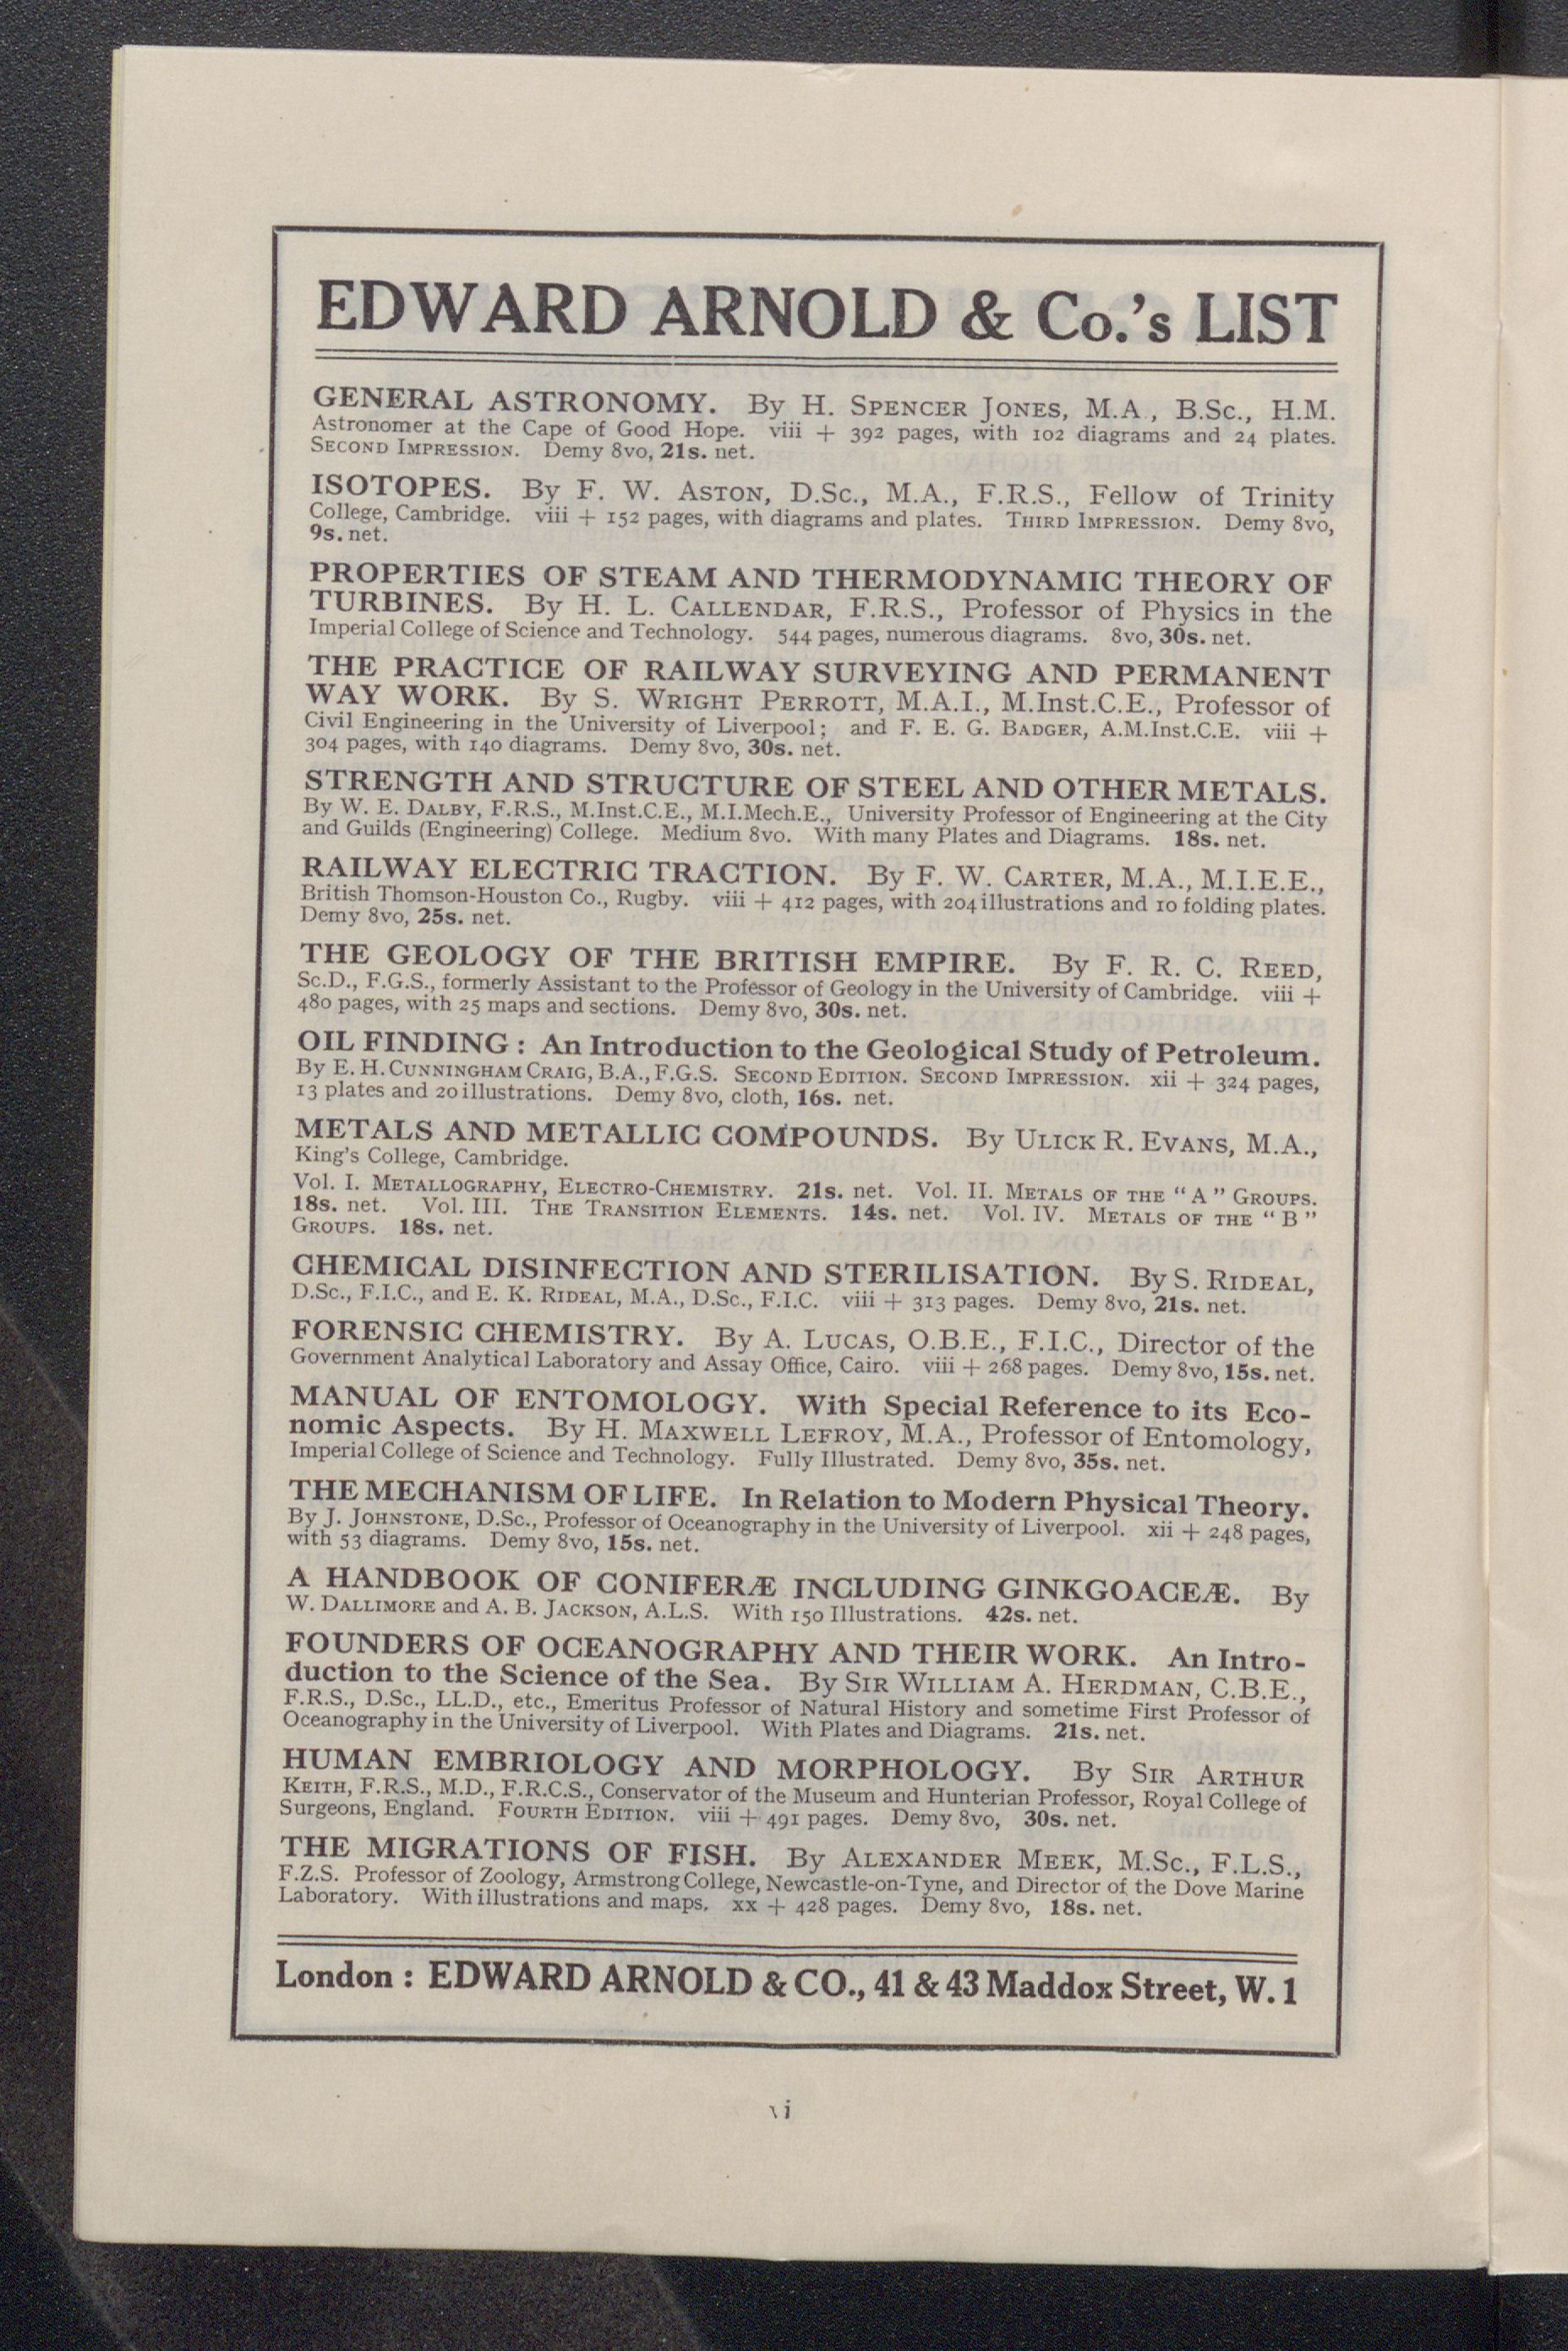 EDWARD ARNOLD & Co.'s LIST
GENERAL ASTRONOMY. By H. SPENCER JONES, M.A., B.Sc., H.M.
Astronomer at the Cape of Good Hope. viii + 392 pages, with 102 diagrams and 24 plates.
SECOND IMPRESSION. Demy 8vo, 21s. net.
ISOTOPES. By F. W. ASTON, D.Sc., M.A., F.R.S., Fellow of Trinity
College, Cambridge. viii + 152 pages, with diagrams and plates. THIRD IMPRESSION. Demy 8vo,
9s. net.
PROPERTIES OF STEAM AND THERMODYNAMIC THEORY OF
TURBINES. By H. L. CALLENDAR, F.R.S., Professor of Physics in the
Imperial College of Science and Technology. 544 pages, numerous diagrams. 8vo, 30s. net.
THE PRACTICE OF RAILWAY SURVEYING AND PERMANENT
WAY WORK. By S. WRIGHT PERROTT, M.A.I., M.Inst.C.E., Professor of
Civil Engineering in the University of Liverpool; and F. E. G. BADGER, A.M.Inst.C.E. viii +
304 pages, with 140 diagrams. Demy 8vo, 30s. net.
STRENGTH AND STRUCTURE OF STEEL AND OTHER METALS.
By W. E. DALBY, F.R.S., M.Inst.C.E., M.I.Mech.E., University Professor of Engineering at the City
and Guilds (Engineering) College. Medium 8vo. With many Plates and Diagrams. 18s. net.
RAILWAY ELECTRIC TRACTION. By F. W. CARTER, M.A., M.I.E.E.,
British Thomson-Houston Co., Rugby. viii + 412 pages, with 204 illustrations and 10 folding plates.
Demy 8vo, 25s. net.
THE GEOLOGY OF THE BRITISH EMPIRE. By F. R. C. REED,
Sc.D., F.G.S., formerly Assistant to the Professor of Geology in the University of Cambridge. viii +
480 pages, with 25 maps and sections. Demy 8vo, 30s. net.
OIL FINDING: An Introduction to the Geological Study of Petroleum.
By E. H. CUNNINGHAM CRAIG, B.A., F.G.S. SECOND EDITION. SECOND IMPRESSION. xii + 324 pages,
13 plates and 20 illustrations. Demy 8vo, cloth, 16s. net.
METALS AND METALLIC COMPOUNDS. By ULICK R. EVANS, M.A.,
King's College, Cambridge.
Vol. I. METALLOGRAPHY, ELECTRO-CHEMISTRY. 21s. net. Vol. II. METALS OF THE "A" GROUPS.
18s. net. Vol. III. THE TRANSITION ELEMENTS. 14s. net. Vol. IV. METALS OF THE "B"
GROUPS. 18s. net.
CHEMICAL DISINFECTION AND STERILISATION. By S. RIDEAL,
D.Sc., F.I.C., and E. K. RIDEAL, M.A., D.Sc., F.I.C. viii + 313 pages. Demy 8vo, 21s. net.
FORENSIC CHEMISTRY. By A. LUCAS, O.B.E., F.I.C., Director of the
Government Analytical Laboratory and Assay Office, Cairo. viii + 268 pages. Demy 8vo, 15s. net.
MANUAL OF ENTOMOLOGY. With Special Reference to its Eco-
nomic Aspects. By H. MAXWELL LEFROY, M.A., Professor of Entomology,
Imperial College of Science and Technology. Fully Illustrated. Demy 8vo, 35s. net.
THE MECHANISM OF LIFE. In Relation to Modern Physical Theory.
By J. JOHNSTONE, D.Sc., Professor of Oceanography in the University of Liverpool. xii + 248 pages,
with 53 diagrams. Demy 8vo, 15s. net.
A HANDBOOK OF CONIFERÆ INCLUDING GINKGOACEÆ. By
W. DALLIMORE and A. B. JACKSON, A.L.S. With 150 Illustrations. 42s. net.
FOUNDERS OF OCEANOGRAPHY AND THEIR WORK. An Intro-
duction to the Science of the Sea. By SIR WILLIAM A. HERDMAN, C.B.E.,
F.R.S., D.Sc., LL.D., etc., Emeritus Professor of Natural History and sometime First Professor of
Oceanography in the University of Liverpool. With Plates and Diagrams. 21s. net.
HUMAN EMBRIOLOGY AND MORPHOLOGY. By SIR ARTHUR
KEITH, F.R.S., M.D., F.R.C.S., Conservator of the Museum and Hunterian Professor, Royal College of
Surgeons, England. FOURTH EDITION. viii + 491 pages. Demy 8vo, 30s. net.
THE MIGRATIONS OF FISH. By ALEXANDER MEEK, M.Sc., F.L.S.,
F.Z.S. Professor of Zoology, Armstrong College, Newcastle-on-Tyne, and Director of the Dove Marine
Laboratory. With illustrations and maps. xx + 428 pages. Demy 8vo, 18s. net.
London: EDWARD ARNOLD & CO., 41 & 43 Maddox Street, W. 1
vi